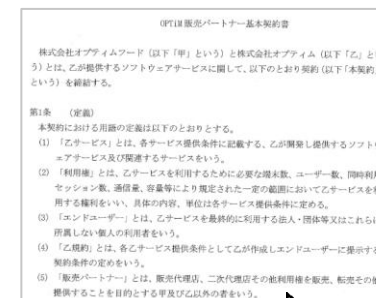 OPTiM 販売パートナー基本契約書
株式会社オプティムフード（以下「甲」という）と株式会社オプティム（以下「乙」とい
う）とは、乙が提供するソフトウェアサービスに関して、以下のとおり契約（以下「本契約」
という）を締結する。
第1条　（定義）
本契約における用語の定義は以下のとおりとする。
(1)　「乙サービス」とは、各サービス提供条件に記載する、乙が開発し提供するソフトウ
ェアサービス及び関連するサービスをいう。
(2)　「利用権」とは、乙サービスを利用するために必要な端末数、ユーザー数、同時利用
セッション数、通信量、容量等により規定された一定の範囲において乙サービスを利
用する権利をいい、具体の内容、単位は各サービス提供条件に定める。
(3)　「エンドユーザー」とは、乙サービスを最終的に利用する法人・団体等又はこれらに
所属しない個人の利用者をいう。
(4)　「乙規約」とは、各乙サービス提供条件として乙が作成しエンドユーザーに提示する
契約条件の定めをいう。
(5)　「販売パートナー」とは、販売代理店、二次代理店その他利用権を販売、転売その他
提供することを目的とする甲及び乙以外の者をいう。